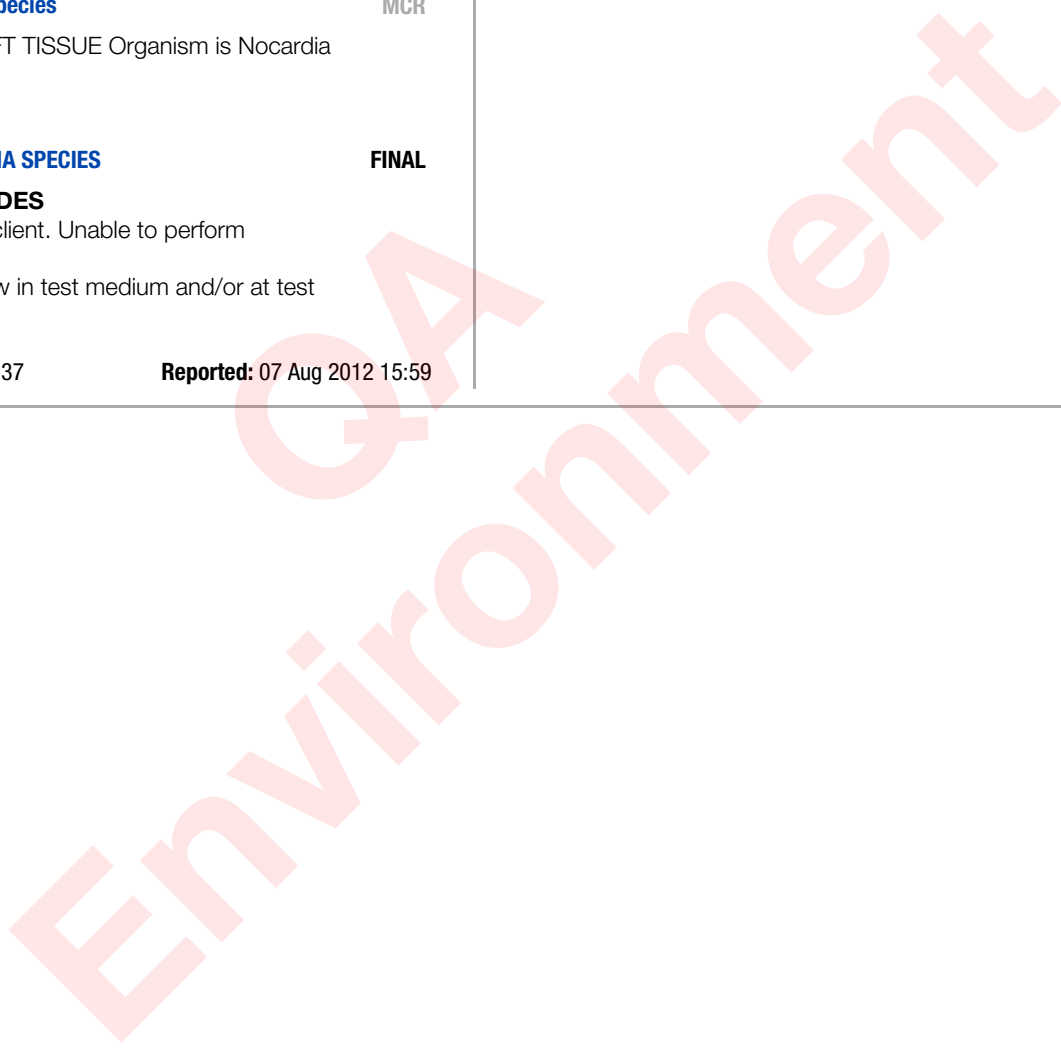 pecies MCR
FT TISSUE Organism is Nocardia
IA SPECIES FINAL
DES
client. Unable to perform
w in test medium and/or at test
37 Reported: 07 Aug 2012 15:59
QA
Environment